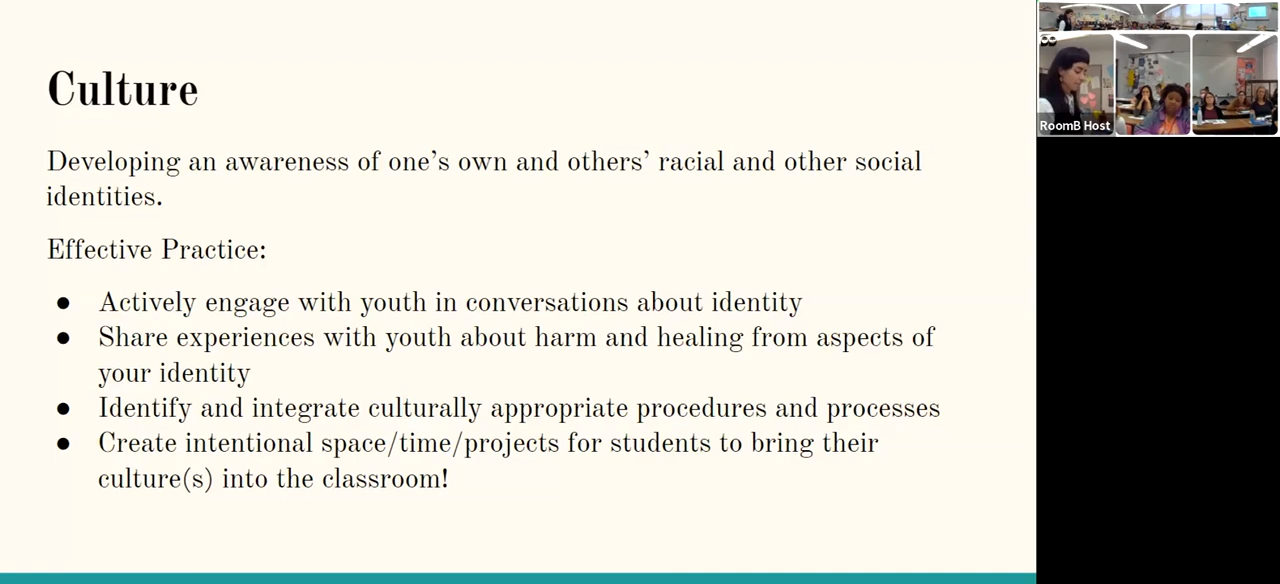 Culture
Developing an awareness of one’s own and others’ racial and other social
identities.
Effective Practice:
● Actively engage with youth in conversations about identity
● Share experiences with youth about harm and healing from aspects of
your identity
● Identify and integrate culturally appropriate procedures and processes
● Create intentional space/time/projects for students to bring their
culture(s) into the classroom!
RoomB Host